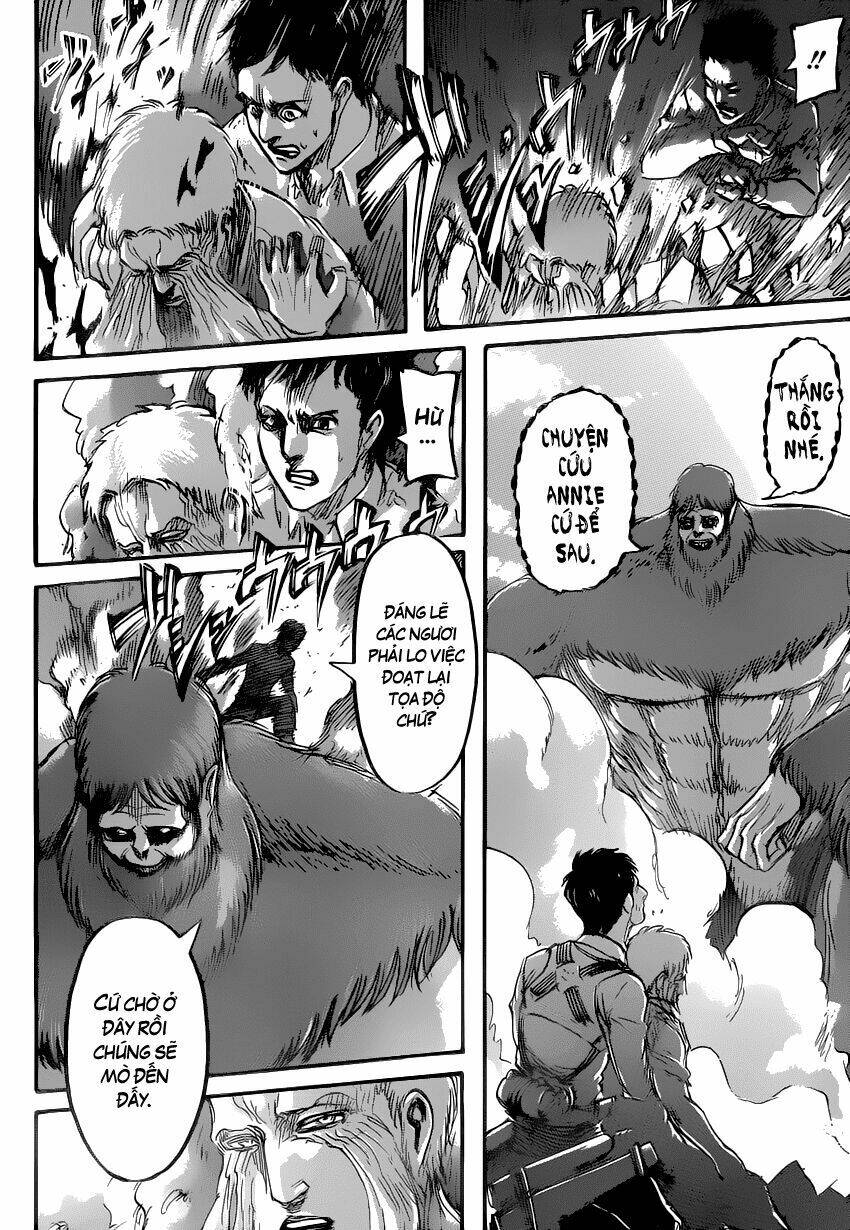 !!
THẮNG
RỒI
NHÉ.
CHUYỆN
CỨU
ANNIE
CỨ ĐỂ
SAU.
HỪ
...
ĐÁNG LẼ
CÁC NGƯƠI
PHẢI LO VIỆC
ĐOẠT LẠI
TỌA ĐỘ
CHỨ?
CỨ CHỜ Ở
ĐÂY RỒI
CHÚNG SẼ
MÒ ĐẾN
ĐẤY.